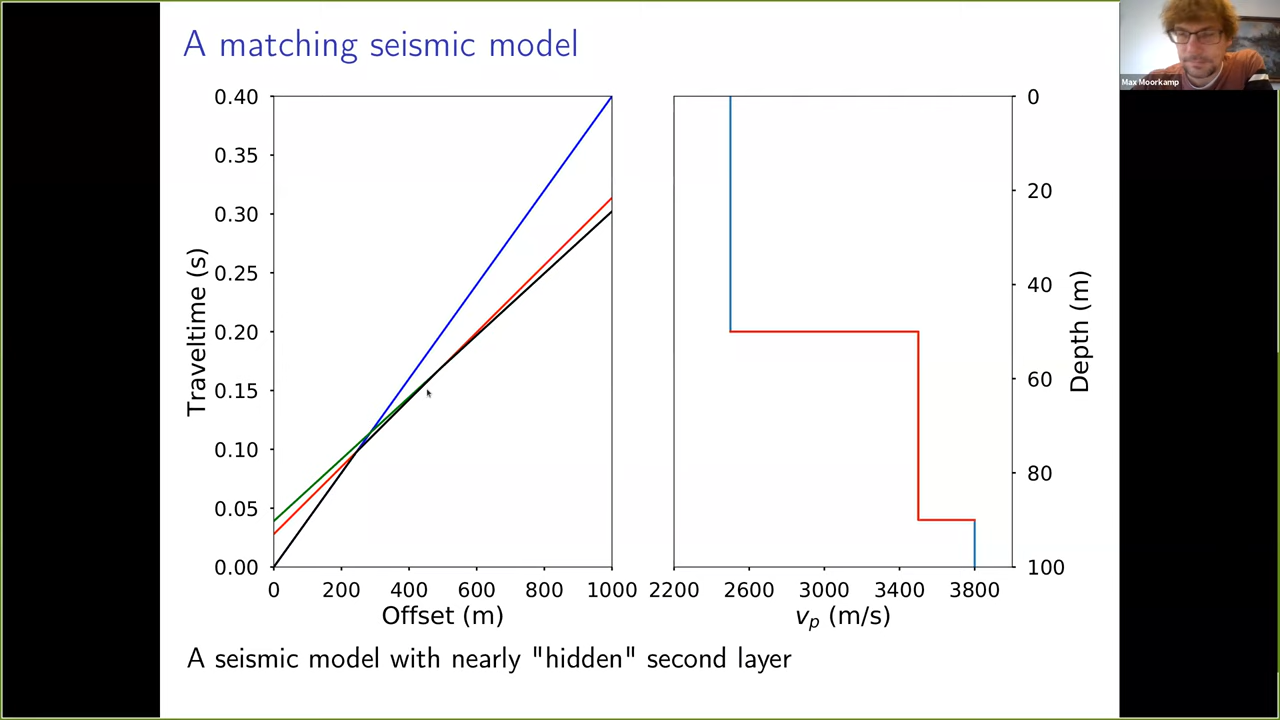 A matching seismic model
Max Moorkamp
0.40
0.35
0.30
0.25
0.20
0.15
0.10
0.05
0.00
Traveltime (s)
0 200 400 600 800 1000
Offset (m)
2200 2600 3000 3400 3800
vp (m/s)
0
20
40
60
80
100
Depth (m)
A seismic model with nearly "hidden" second layer